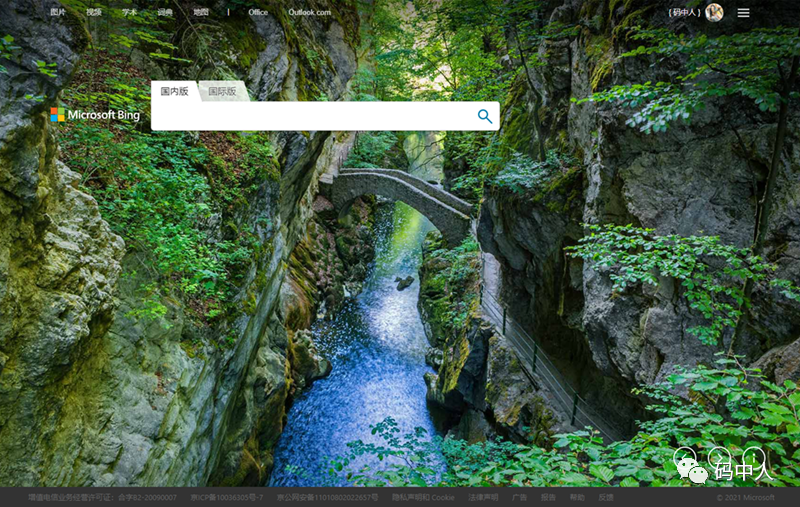 图片 视频 学术 词典 地图 | Office Outlook.com
( 码中人 )
国内版 国际版
Microsoft Bing
码中人
增值电信业务经营许可证：合字B2-20090007 京ICP备10036305号-7 京公网安备11010802022657号 隐私声明和 Cookie 法律声明 广告 报告 帮助 反馈 © 2021 Microsoft